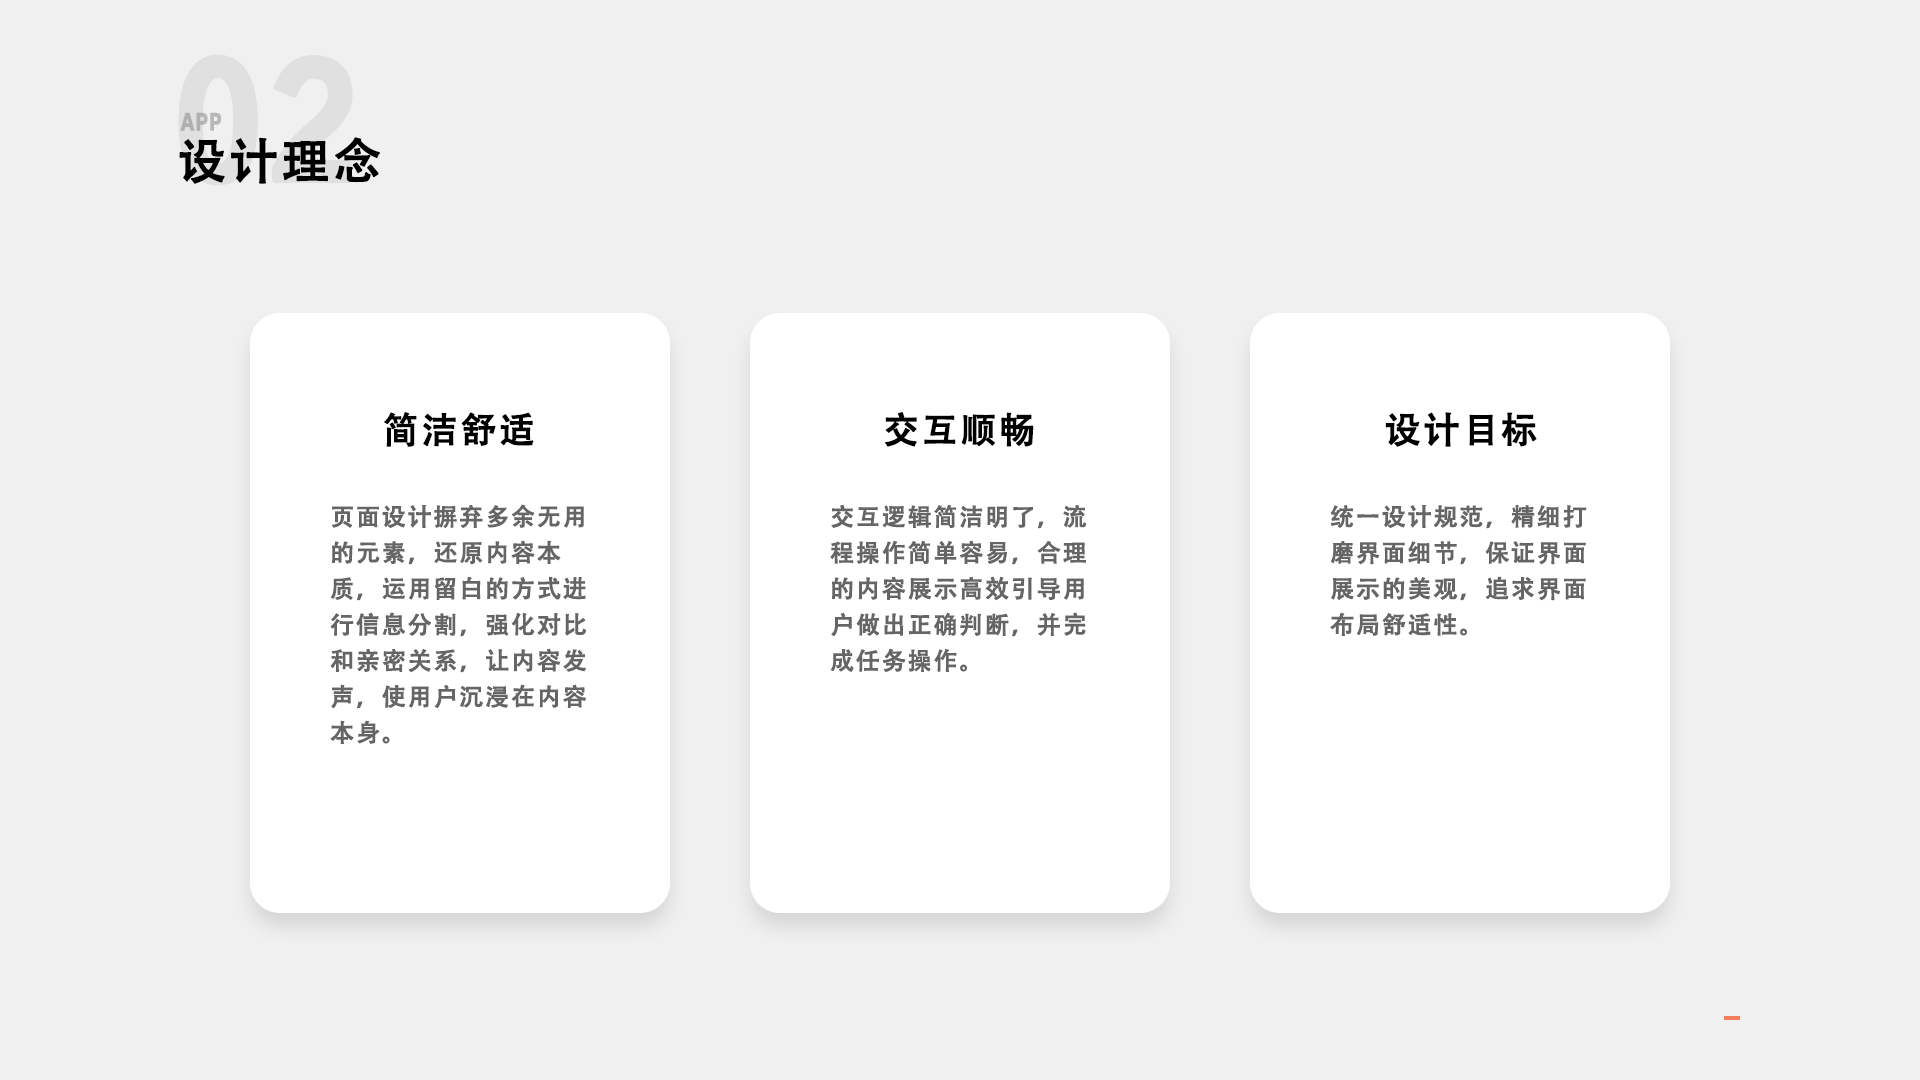 02
APP
设计理念
简洁舒适
页面设计摒弃多余无用
的元素，还原内容本
质，运用留白的方式进
行信息分割，强化对比
和亲密关系，让内容发
声，使用户沉浸在内容
本身。
交互顺畅
交互逻辑简洁明了，流
程操作简单容易，合理
的内容展示高效引导用
户做出正确判断，并完
成任务操作。
设计目标
统一设计规范，精细打
磨界面细节，保证界面
展示的美观，追求界面
布局舒适性。